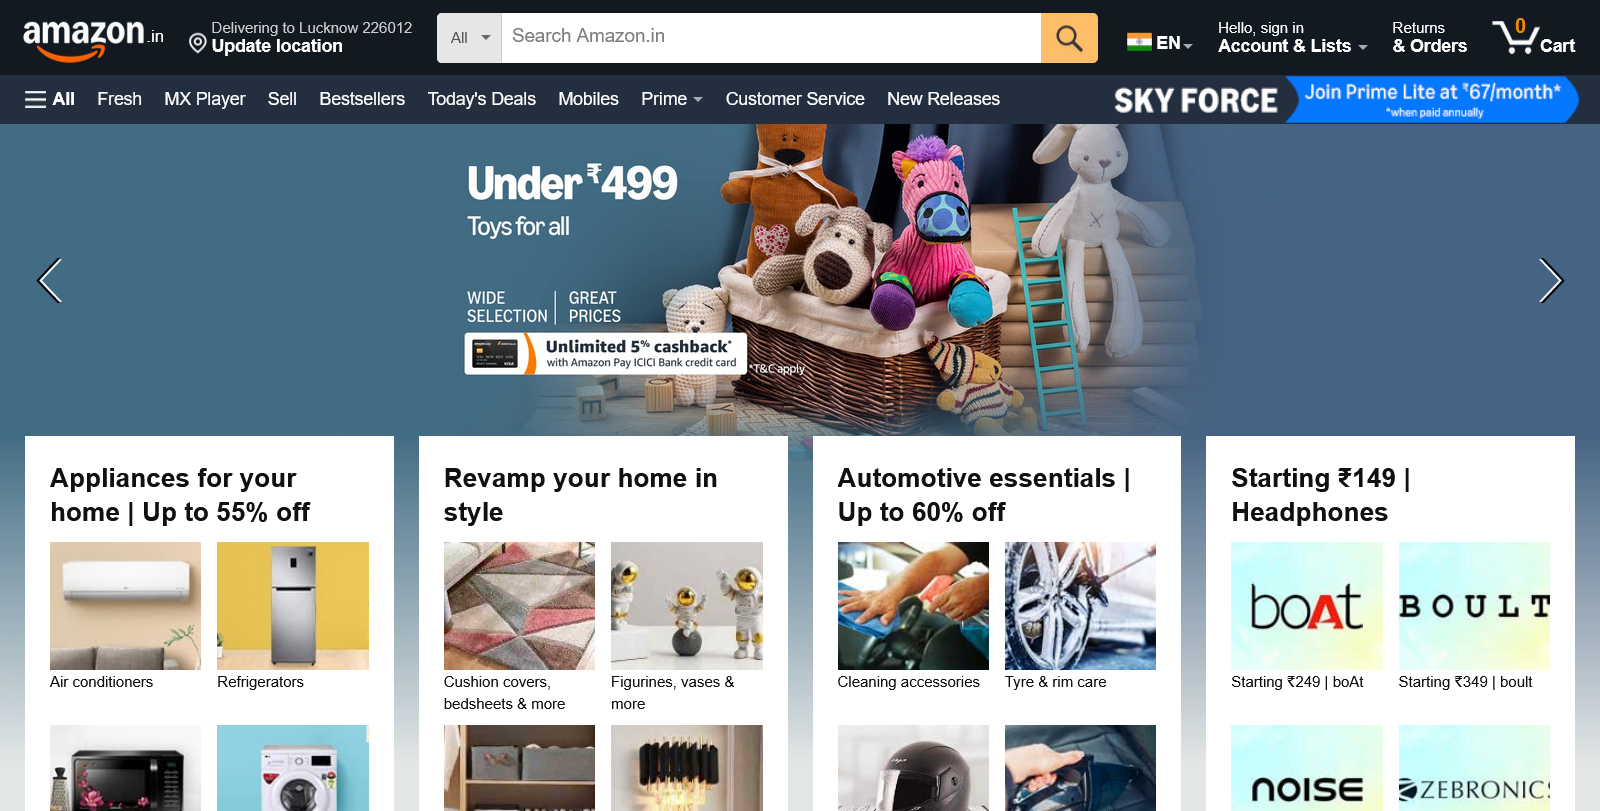 amazon.in
Delivering to Lucknow 226012
Update location
All
Search Amazon.in
EN
Hello, sign in
Account & Lists
Returns
& Orders
0
Cart
All
Fresh
MX Player
Sell
Bestsellers
Today's Deals
Mobiles
Prime
Customer Service
New Releases
SKY FORCE
Join Prime Lite at ₹67/month*
*when paid annually
Under ₹499
Toys for all
WIDE SELECTION
GREAT PRICES
Unlimited 5% cashback*
with Amazon Pay ICICI Bank credit card
*T&C apply
Appliances for your
home | Up to 55% off
Air conditioners
Refrigerators
Revamp your home in
style
Cushion covers,
bedsheets & more
Figurines, vases &
more
Automotive essentials |
Up to 60% off
Cleaning accessories
Tyre & rim care
Starting ₹149 |
Headphones
boAt
BOULT
Starting ₹249 | boAt
Starting ₹349 | boult
noise
ZEBRONICS